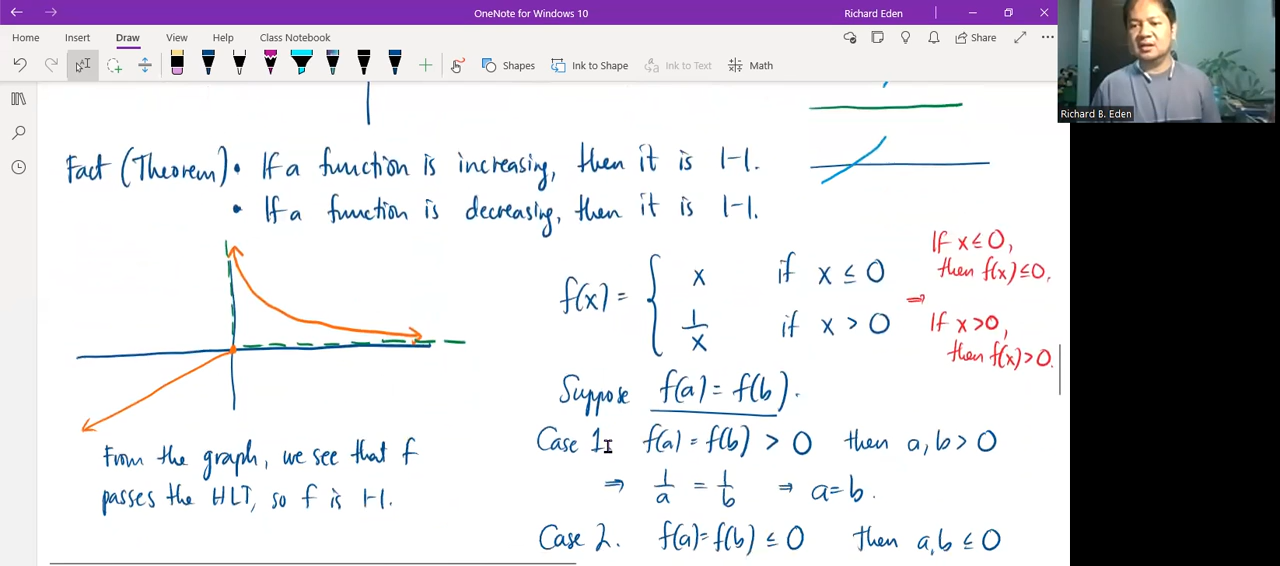 OneNote for Windows 10
Richard Eden
Home Insert Draw View Help Class Notebook
Share
Shapes Ink to Shape Ink to Text Math
Richard B. Eden
Fact (Theorem) • If a function is increasing, then it is 1-1.
• If a function is decreasing, then it is 1-1.
f(x) = { x if x ≤ 0
1/x if x > 0
If x ≤ 0,
then f(x) ≤ 0.
⇒ If x > 0,
then f(x) > 0.
Suppose f(a) = f(b).
Case 1. f(a) = f(b) > 0 then a, b > 0
⇒ 1/a = 1/b ⇒ a = b.
Case 2. f(a) = f(b) ≤ 0 then a, b ≤ 0
From the graph, we see that f
passes the HLT, so f is 1-1.